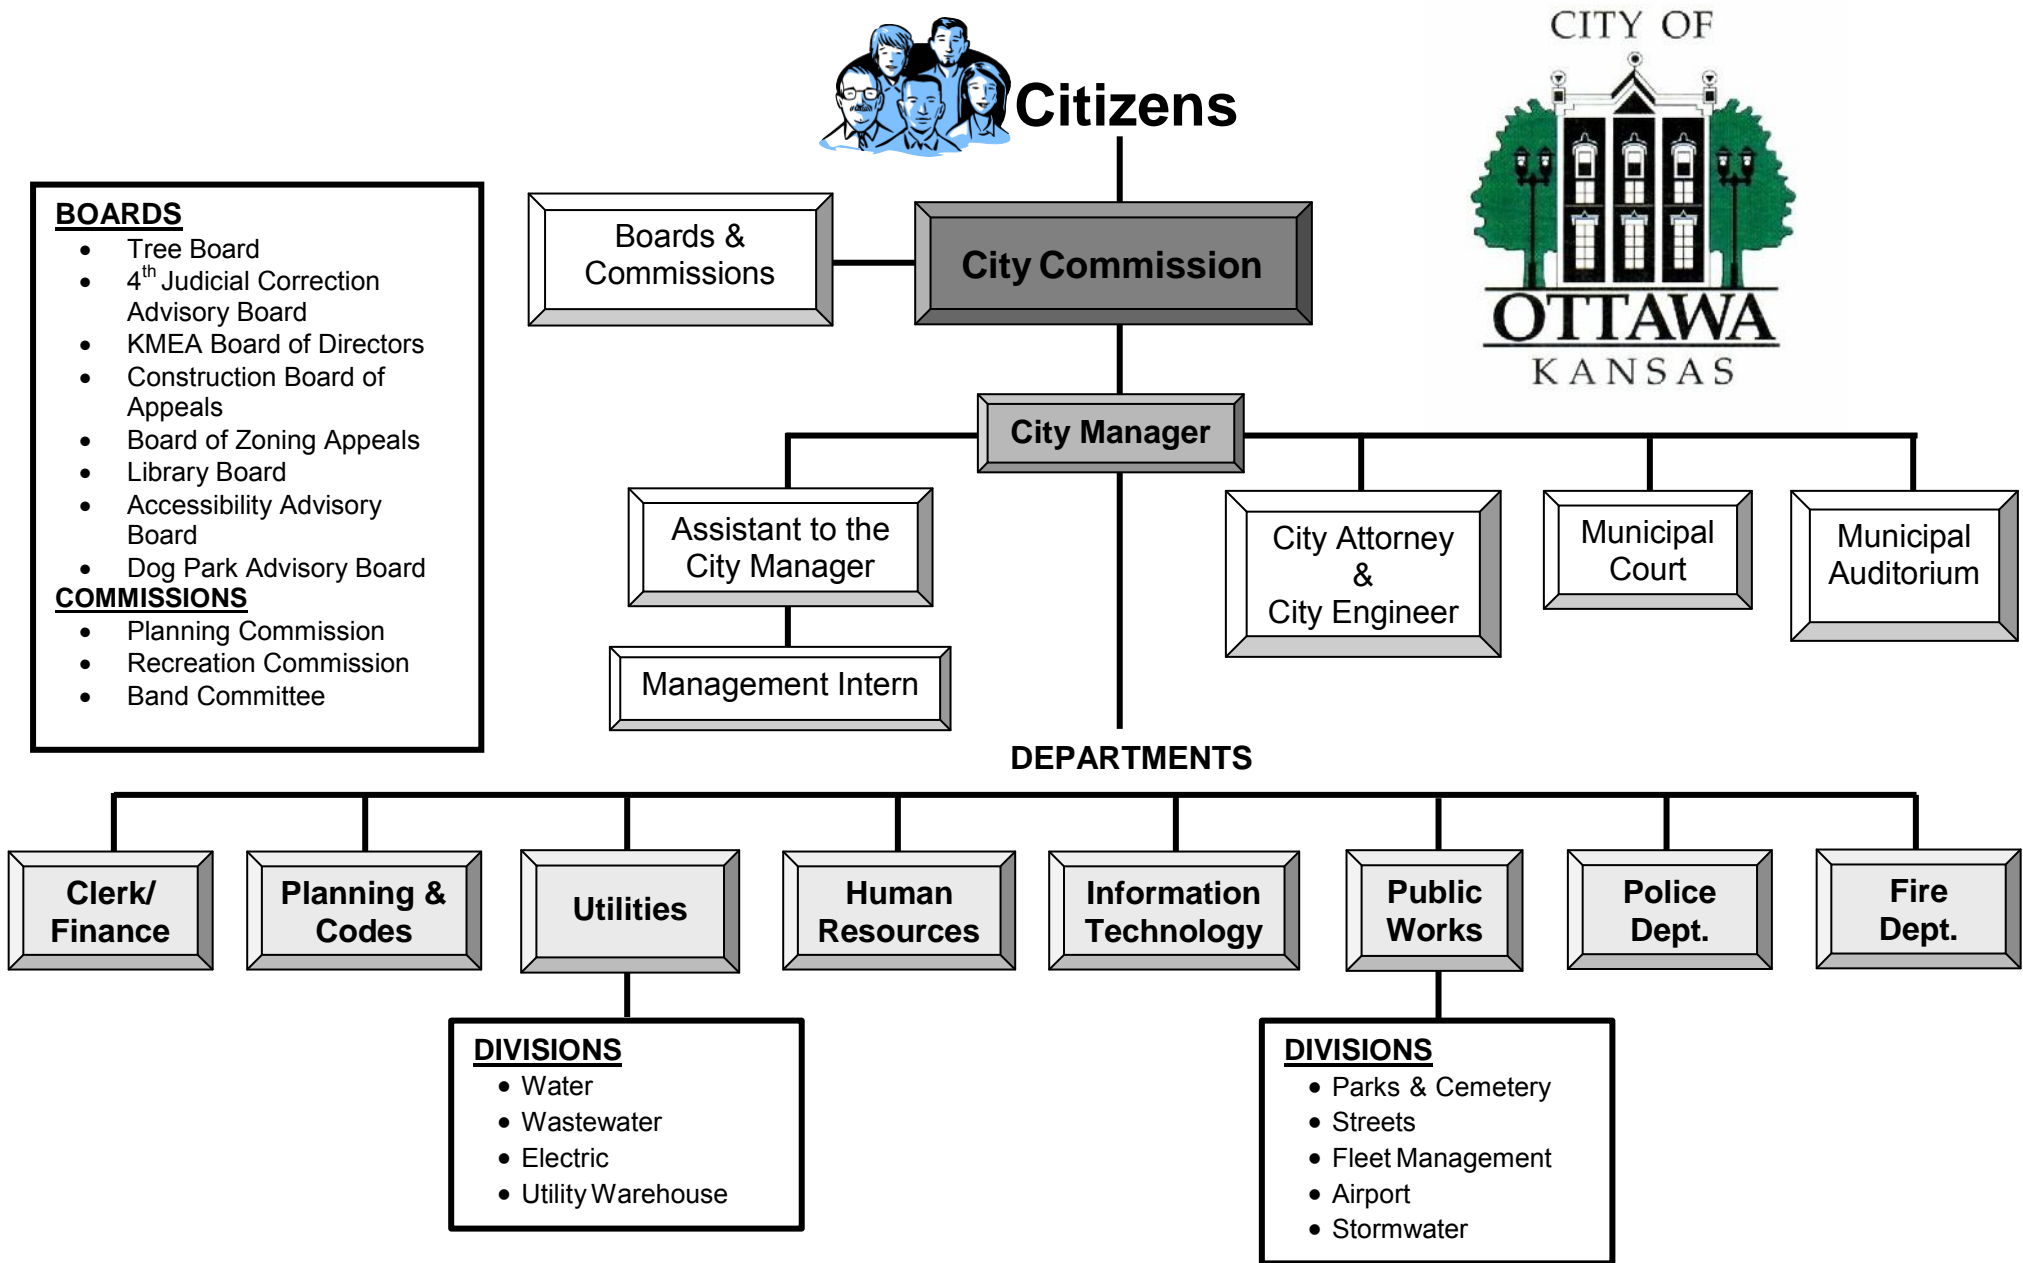 CITY OF
OTTAWA
KANSAS
Citizens
BOARDS
• Tree Board
• 4th Judicial Correction
Advisory Board
• KMEA Board of Directors
• Construction Board of
Appeals
• Board of Zoning Appeals
• Library Board
• Accessibility Advisory
Board
• Dog Park Advisory Board
COMMISSIONS
• Planning Commission
• Recreation Commission
• Band Committee
Boards &
Commissions
City Commission
City Manager
Assistant to the
City Manager
Management Intern
City Attorney
&
City Engineer
Municipal
Court
Municipal
Auditorium
DEPARTMENTS
Clerk/
Finance
Planning &
Codes
Utilities
Human
Resources
Information
Technology
Public
Works
Police
Dept.
Fire
Dept.
DIVISIONS
• Water
• Wastewater
• Electric
• Utility Warehouse
DIVISIONS
• Parks & Cemetery
• Streets
• Fleet Management
• Airport
• Stormwater